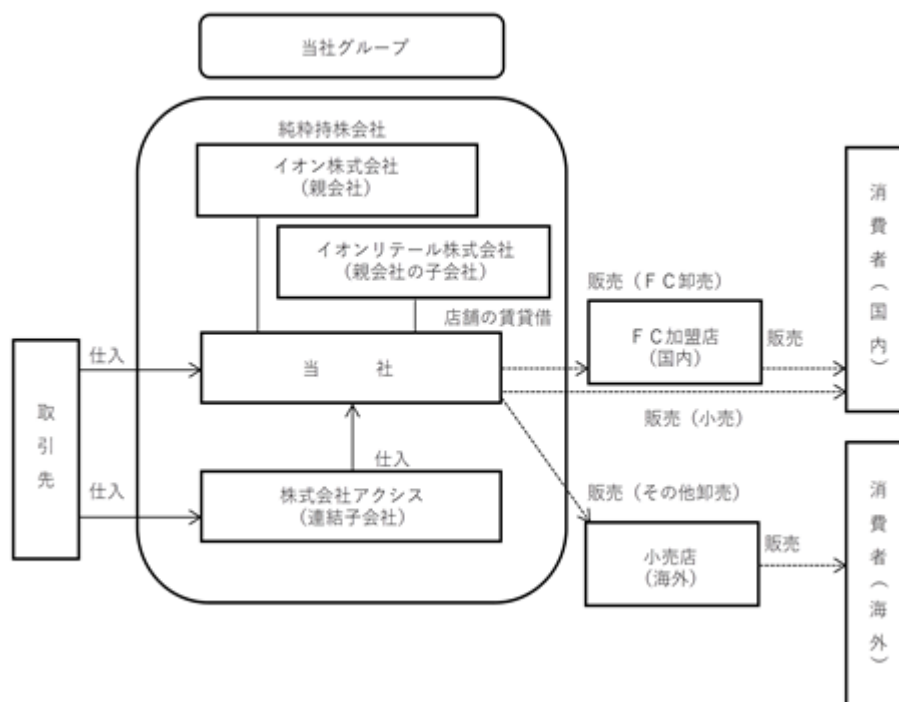 当社グループ
純粋持株会社
イオン株式会社
(親会社)
イオンリテール株式会社
(親会社の子会社)
店舗の賃貸借
販売(FC卸売)
FC加盟店
(国内)
販売
消費者(国内)
仕入
当 社
販売(小売)
取引先
仕入
仕入
株式会社アクシス
(連結子会社)
販売(その他卸売)
小売店
(海外)
販売
消費者(海外)